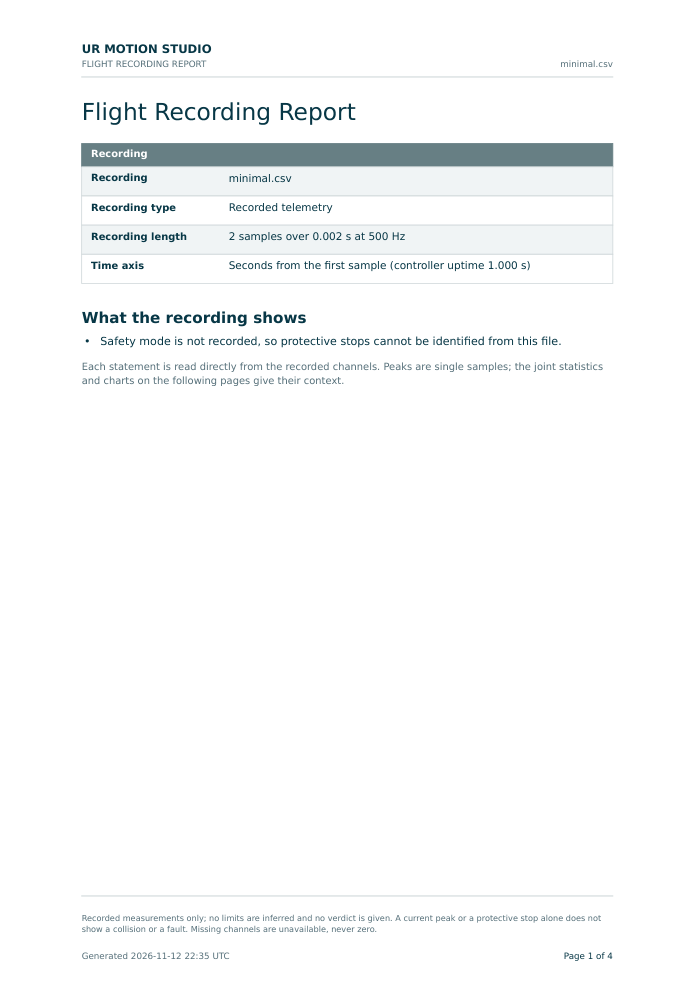 UR MOTION STUDIO
FLIGHT RECORDING REPORT
minimal.csv
Flight Recording Report
Recording
Recording minimal.csv
Recording type Recorded telemetry
Recording length 2 samples over 0.002 s at 500 Hz
Time axis Seconds from the first sample (controller uptime 1.000 s)
What the recording shows
• Safety mode is not recorded, so protective stops cannot be identified from this file.
Each statement is read directly from the recorded channels. Peaks are single samples; the joint statistics
and charts on the following pages give their context.
Recorded measurements only; no limits are inferred and no verdict is given. A current peak or a protective stop alone does not
show a collision or a fault. Missing channels are unavailable, never zero.
Generated 2026-11-12 22:35 UTC
Page 1 of 4